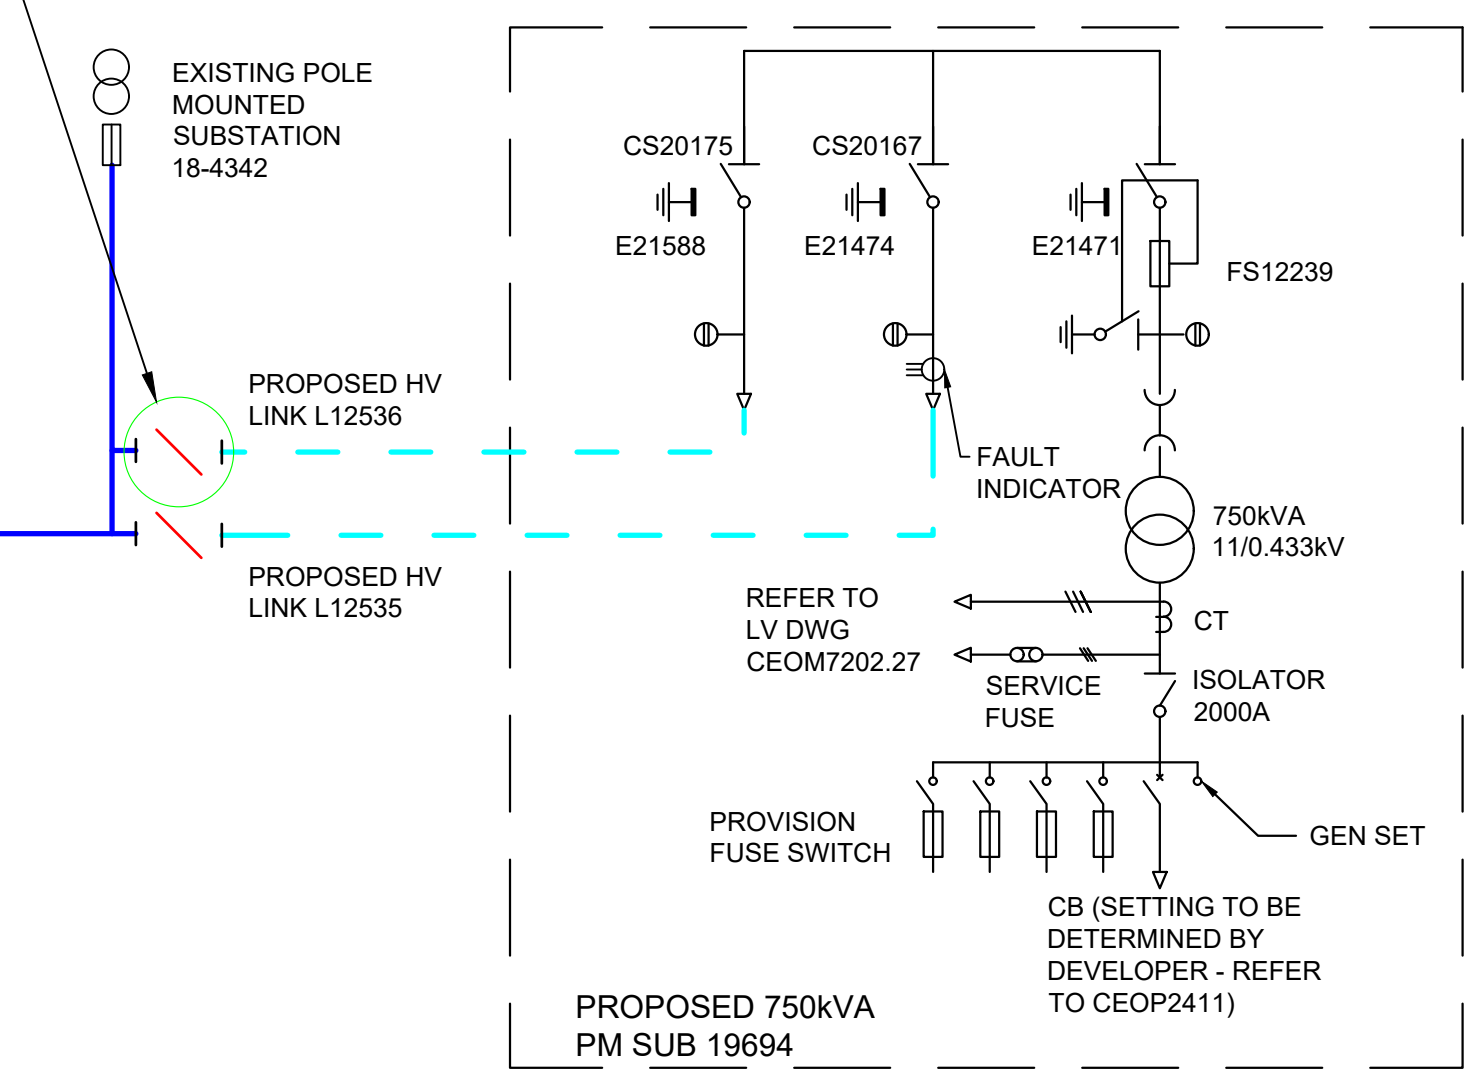 EXISTING POLE
MOUNTED
SUBSTATION
18-4342
CS20175
CS20167
E21588
E21474
E21471
FS12239
PROPOSED HV
LINK L12536
FAULT
INDICATOR
750kVA
11/0.433kV
PROPOSED HV
LINK L12535
REFER TO
LV DWG
CEOM7202.27
CT
SERVICE
FUSE
ISOLATOR
2000A
PROVISION
FUSE SWITCH
GEN SET
CB (SETTING TO BE
DETERMINED BY
DEVELOPER - REFER
TO CEOP2411)
PROPOSED 750kVA
PM SUB 19694